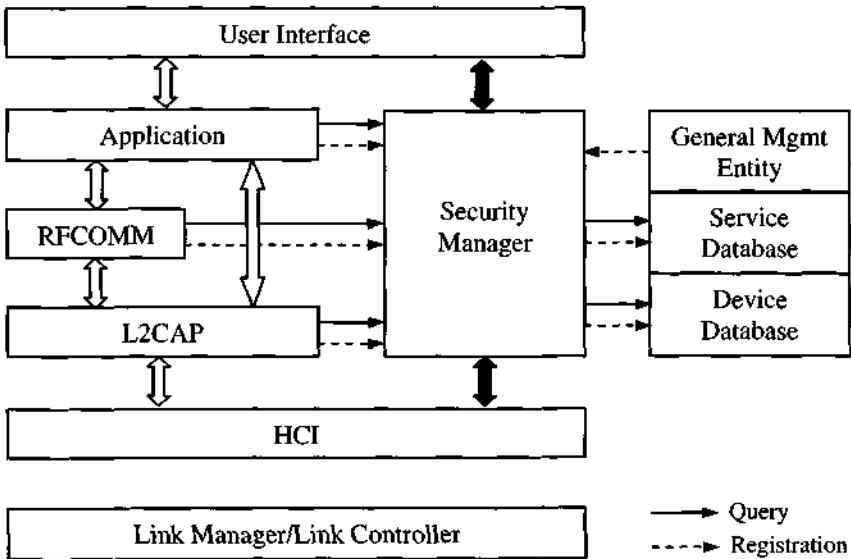 User Interface
Application
General Mgmt
Entity
RFCOMM
Security
Manager
Service
Database
L2CAP
Device
Database
HCI
Link Manager/Link Controller
Query
Registration